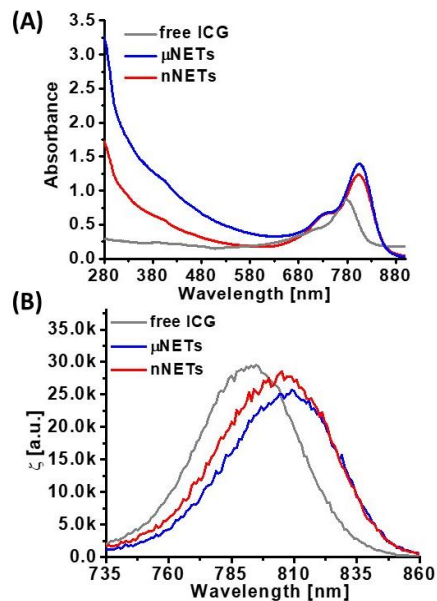 (A)
3.5
3.0
2.5
2.0
1.5
1.0
0.5
0.0
Absorbance
free ICG
μNETs
nNETs
280 380 480 580 680 780 880
Wavelength [nm]
(B)
35.0k
30.0k
25.0k
20.0k
15.0k
10.0k
5.0k
0.0
ζ [a.u.]
free ICG
μNETs
nNETs
735 760 785 810 835 860
Wavelength [nm]